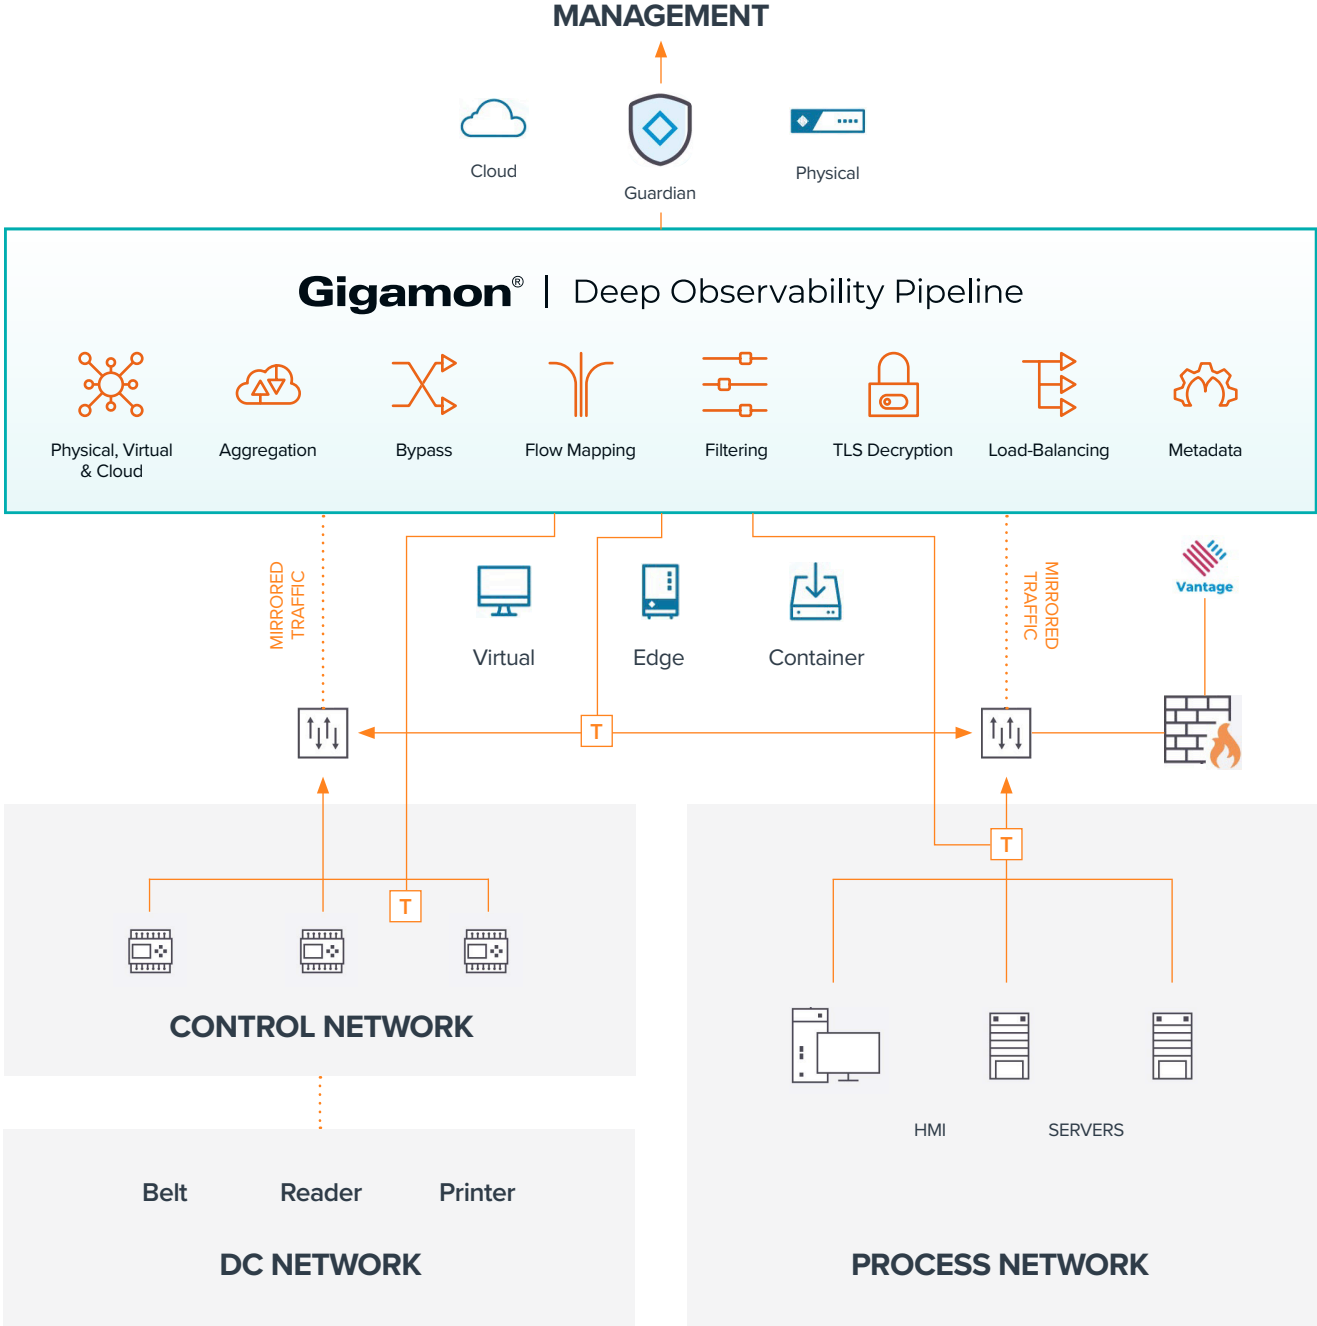 MANAGEMENT
Cloud
Guardian
Physical
Gigamon® | Deep Observability Pipeline
Physical, Virtual
& Cloud
Aggregation
Bypass
Flow Mapping
Filtering
TLS Decryption
Load-Balancing
Metadata
MIRRORED
TRAFFIC
Virtual
Edge
Container
MIRRORED
TRAFFIC
Vantage
T
T
T
CONTROL NETWORK
HMI
SERVERS
Belt
Reader
Printer
DC NETWORK
PROCESS NETWORK